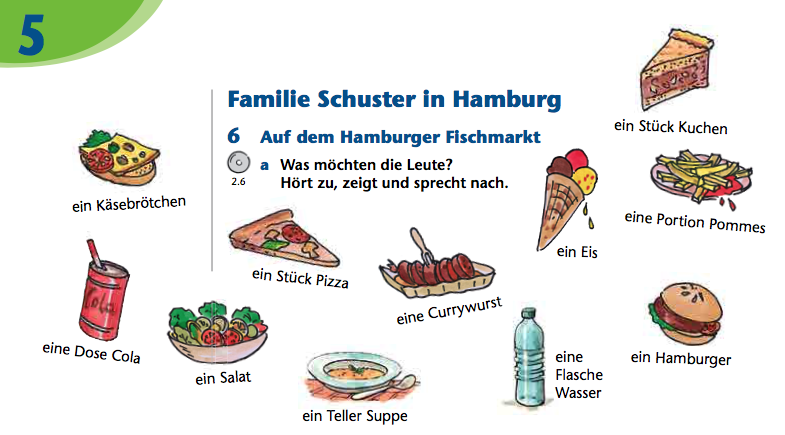 5
Familie Schuster in Hamburg
6 Auf dem Hamburger Fischmarkt
2.6
a Was möchten die Leute?
Hört zu, zeigt und sprecht nach.
ein Stück Kuchen
ein Käsebrötchen
eine Portion Pommes
ein Eis
ein Stück Pizza
eine Currywurst
Cola
eine Dose Cola
ein Salat
ein Teller Suppe
eine
Flasche
Wasser
ein Hamburger